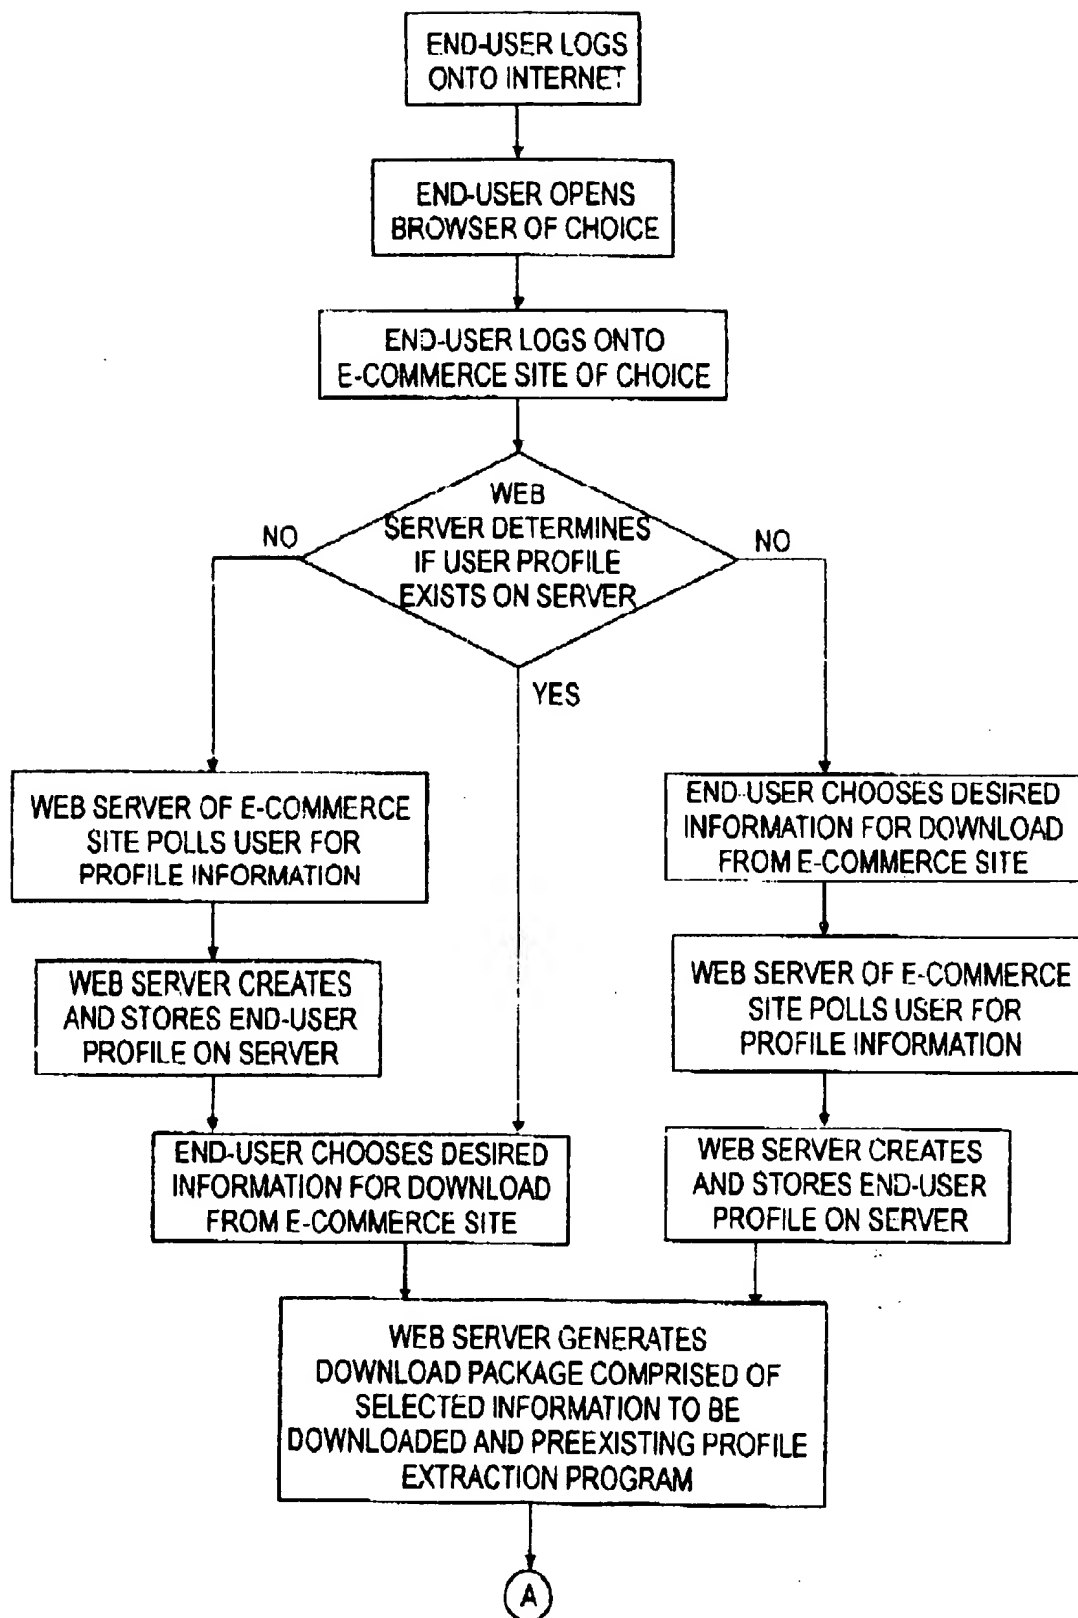 END-USER LOGS
ONTO INTERNET
END-USER OPENS
BROWSER OF CHOICE
END-USER LOGS ONTO
E-COMMERCE SITE OF CHOICE
WEB
SERVER DETERMINES
IF USER PROFILE
EXISTS ON SERVER
NO
NO
YES
WEB SERVER OF E-COMMERCE
SITE POLLS USER FOR
PROFILE INFORMATION
WEB SERVER CREATES
AND STORES END-USER
PROFILE ON SERVER
END-USER CHOOSES DESIRED
INFORMATION FOR DOWNLOAD
FROM E-COMMERCE SITE
END-USER CHOOSES DESIRED
INFORMATION FOR DOWNLOAD
FROM E-COMMERCE SITE
WEB SERVER OF E-COMMERCE
SITE POLLS USER FOR
PROFILE INFORMATION
WEB SERVER CREATES
AND STORES END-USER
PROFILE ON SERVER
WEB SERVER GENERATES
DOWNLOAD PACKAGE COMPRISED OF
SELECTED INFORMATION TO BE
DOWNLOADED AND PREEXISTING PROFILE
EXTRACTION PROGRAM
A